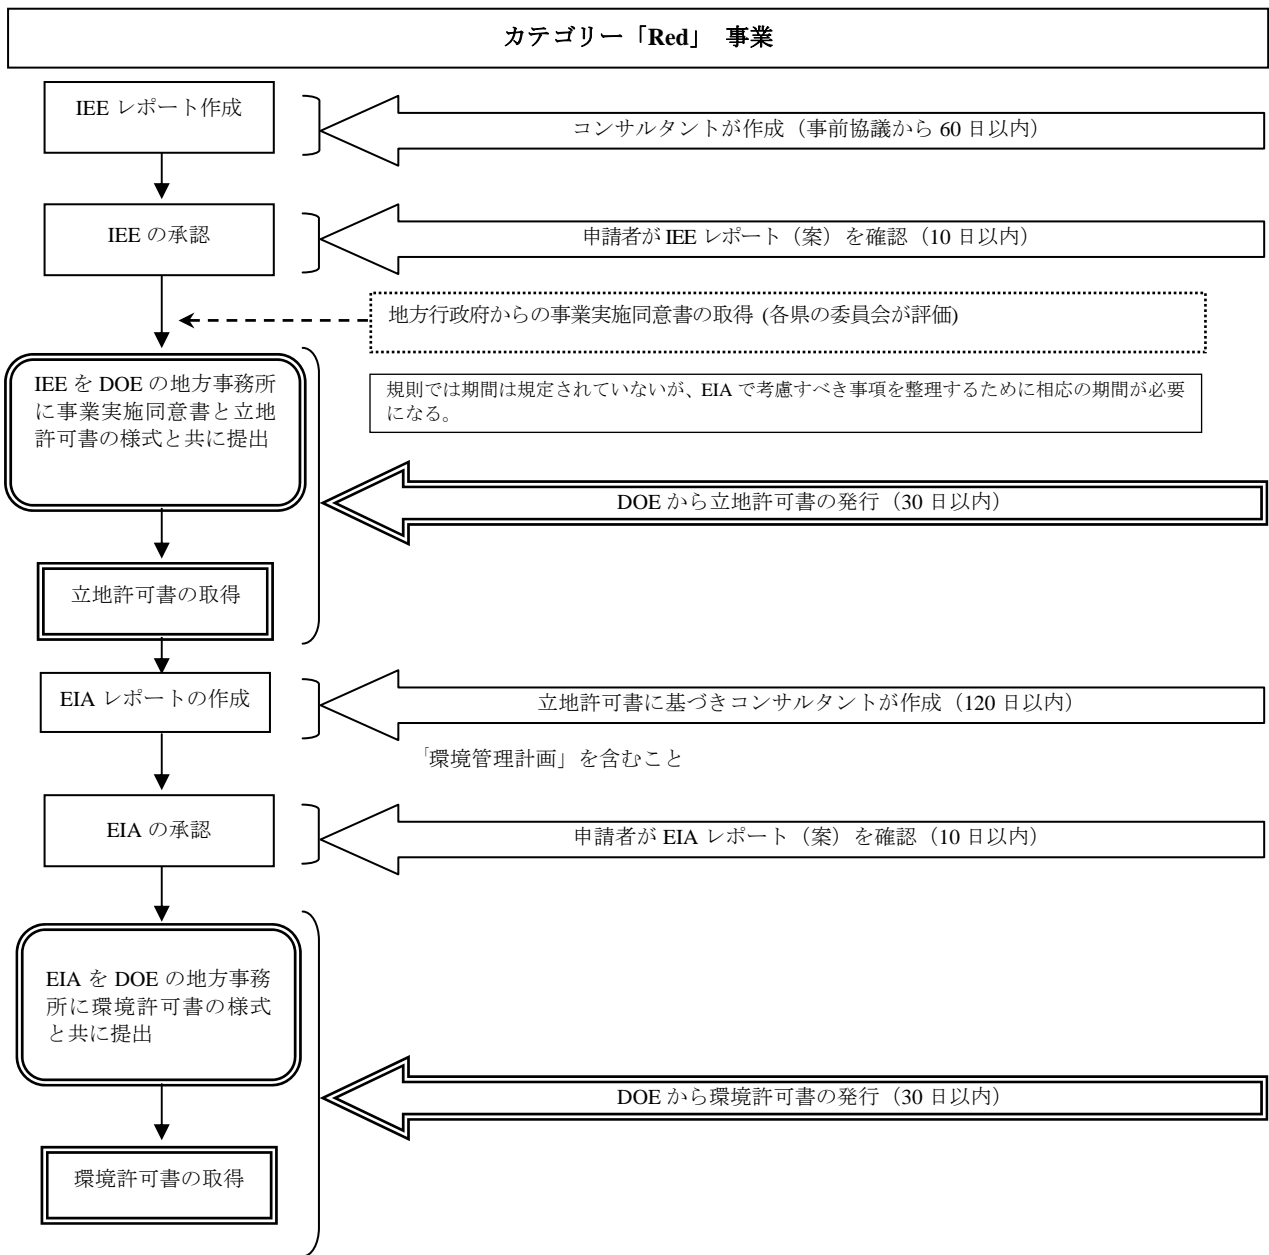 カテゴリー「Red」 事業
IEE レポート作成
コンサルタントが作成（事前協議から 60 日以内）
IEE の承認
申請者が IEE レポート（案）を確認（10 日以内）
地方行政府からの事業実施同意書の取得 (各県の委員会が評価)
IEE を DOE の地方事務所
に事業実施同意書と立地
許可書の様式と共に提出
規則では期間は規定されていないが、EIA で考慮すべき事項を整理するために相応の期間が必要
になる。
DOE から立地許可書の発行（30 日以内）
立地許可書の取得
EIA レポートの作成
立地許可書に基づきコンサルタントが作成（120 日以内）
「環境管理計画」を含むこと
EIA の承認
申請者が EIA レポート（案）を確認（10 日以内）
EIA を DOE の地方事務
所に環境許可書の様式
と共に提出
DOE から環境許可書の発行（30 日以内）
環境許可書の取得